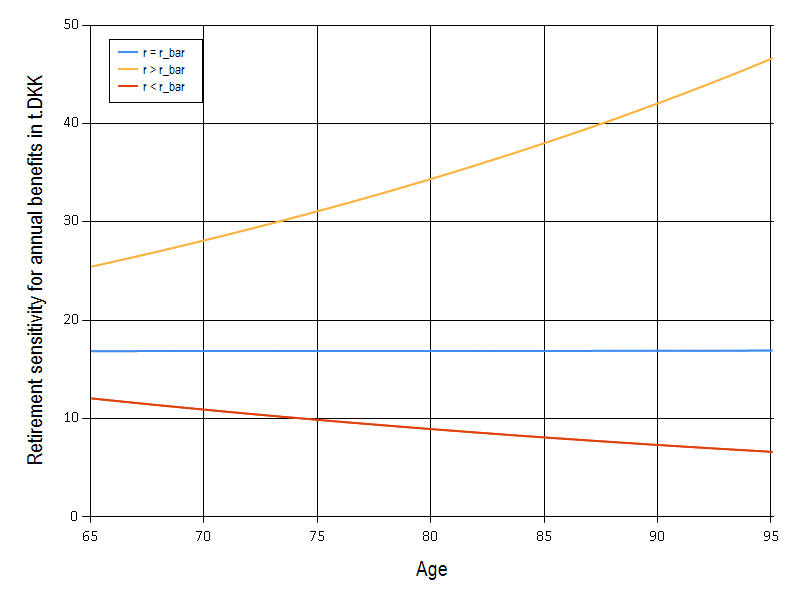 50
40
30
20
10
0
r = r_bar
r > r_bar
r < r_bar
Retirement sensitivity for annual benefits in t.DKK
65 70 75 80 85 90 95
Age